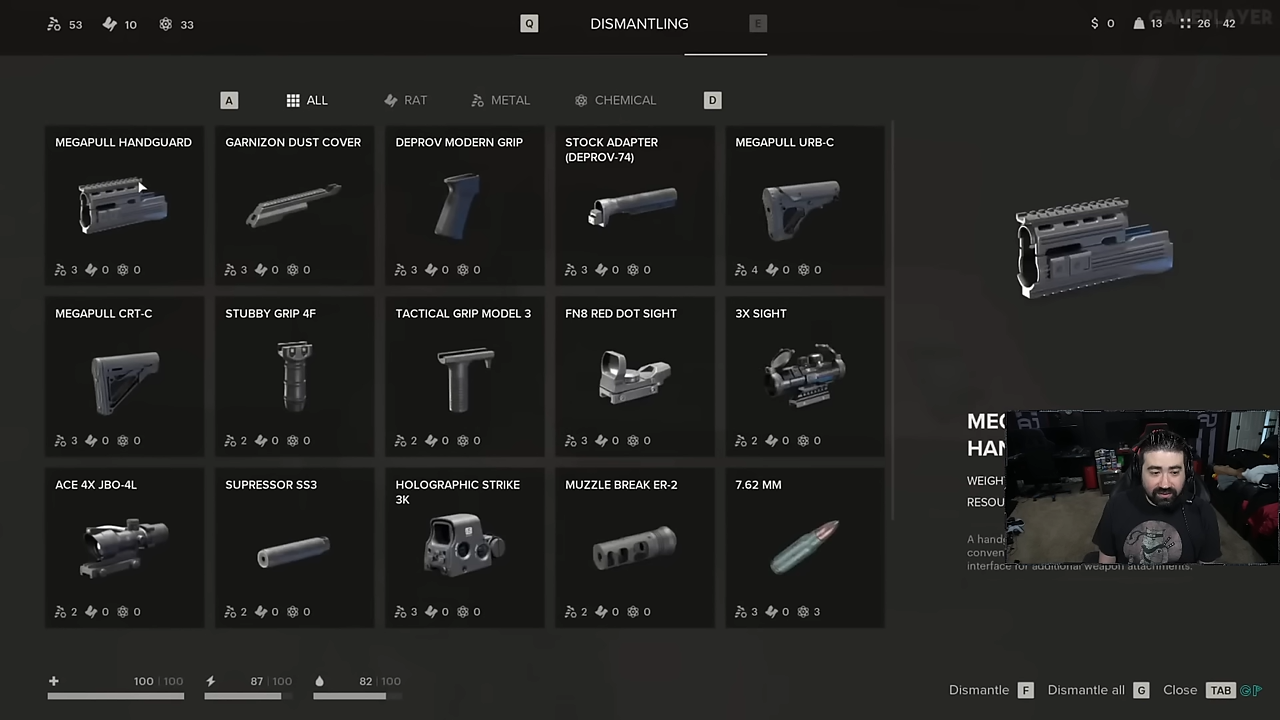 53 10 33 Q DISMANTLING E $ 0 13 26 42
GAMEPLAYER
A ALL RAT METAL CHEMICAL D
MEGAPULL HANDGUARD
3 0 0
GARNIZON DUST COVER
3 0 0
DEPROV MODERN GRIP
3 0 0
STOCK ADAPTER
(DEPROV-74)
3 0 0
MEGAPULL URB-C
4 0 0
MEGAPULL CRT-C
3 0 0
STUBBY GRIP 4F
2 0 0
TACTICAL GRIP MODEL 3
2 0 0
FN8 RED DOT SIGHT
3 0 0
3X SIGHT
2 0 0
ACE 4X JBO-4L
2 0 0
SUPRESSOR SS3
2 0 0
HOLOGRAPHIC STRIKE
3K
3 0 0
MUZZLE BREAK ER-2
2 0 0
7.62 MM
3 0 3
MEG
HAN
WEIGH
RESOU
A hand
conven
interface for additional weapon attachments.
100 | 100 87 | 100 82 | 100
Dismantle F Dismantle all G Close TAB GP